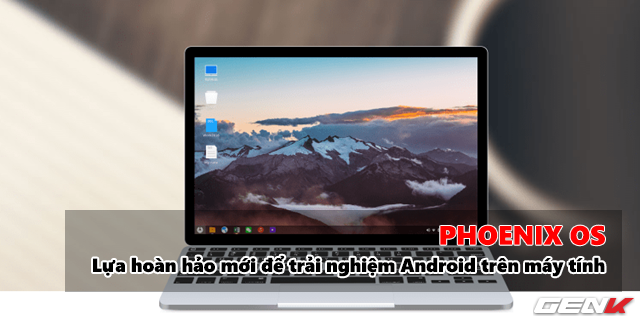 PHOENIX OS
Lựa hoàn hảo mới để trải nghiệm Android trên máy tính
GENK